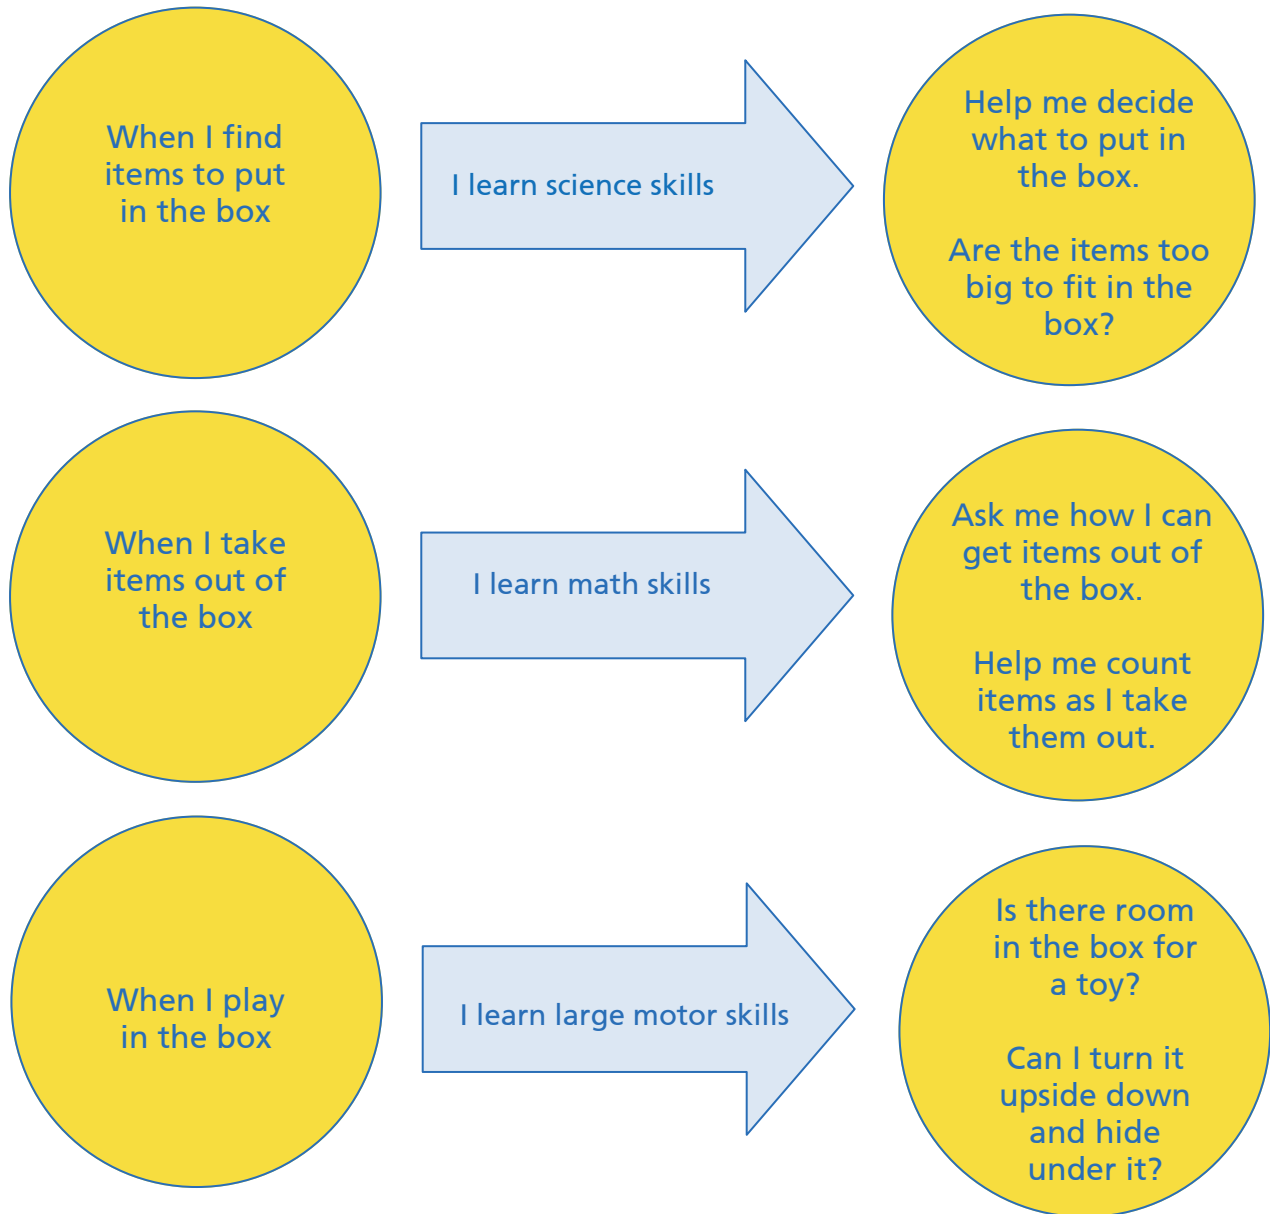 When I find
items to put
in the box
I learn science skills
Help me decide
what to put in
the box.
Are the items too
big to fit in the
box?
When I take
items out of
the box
I learn math skills
Ask me how I can
get items out of
the box.
Help me count
items as I take
them out.
When I play
in the box
I learn large motor skills
Is there room
in the box for
a toy?
Can I turn it
upside down
and hide
under it?